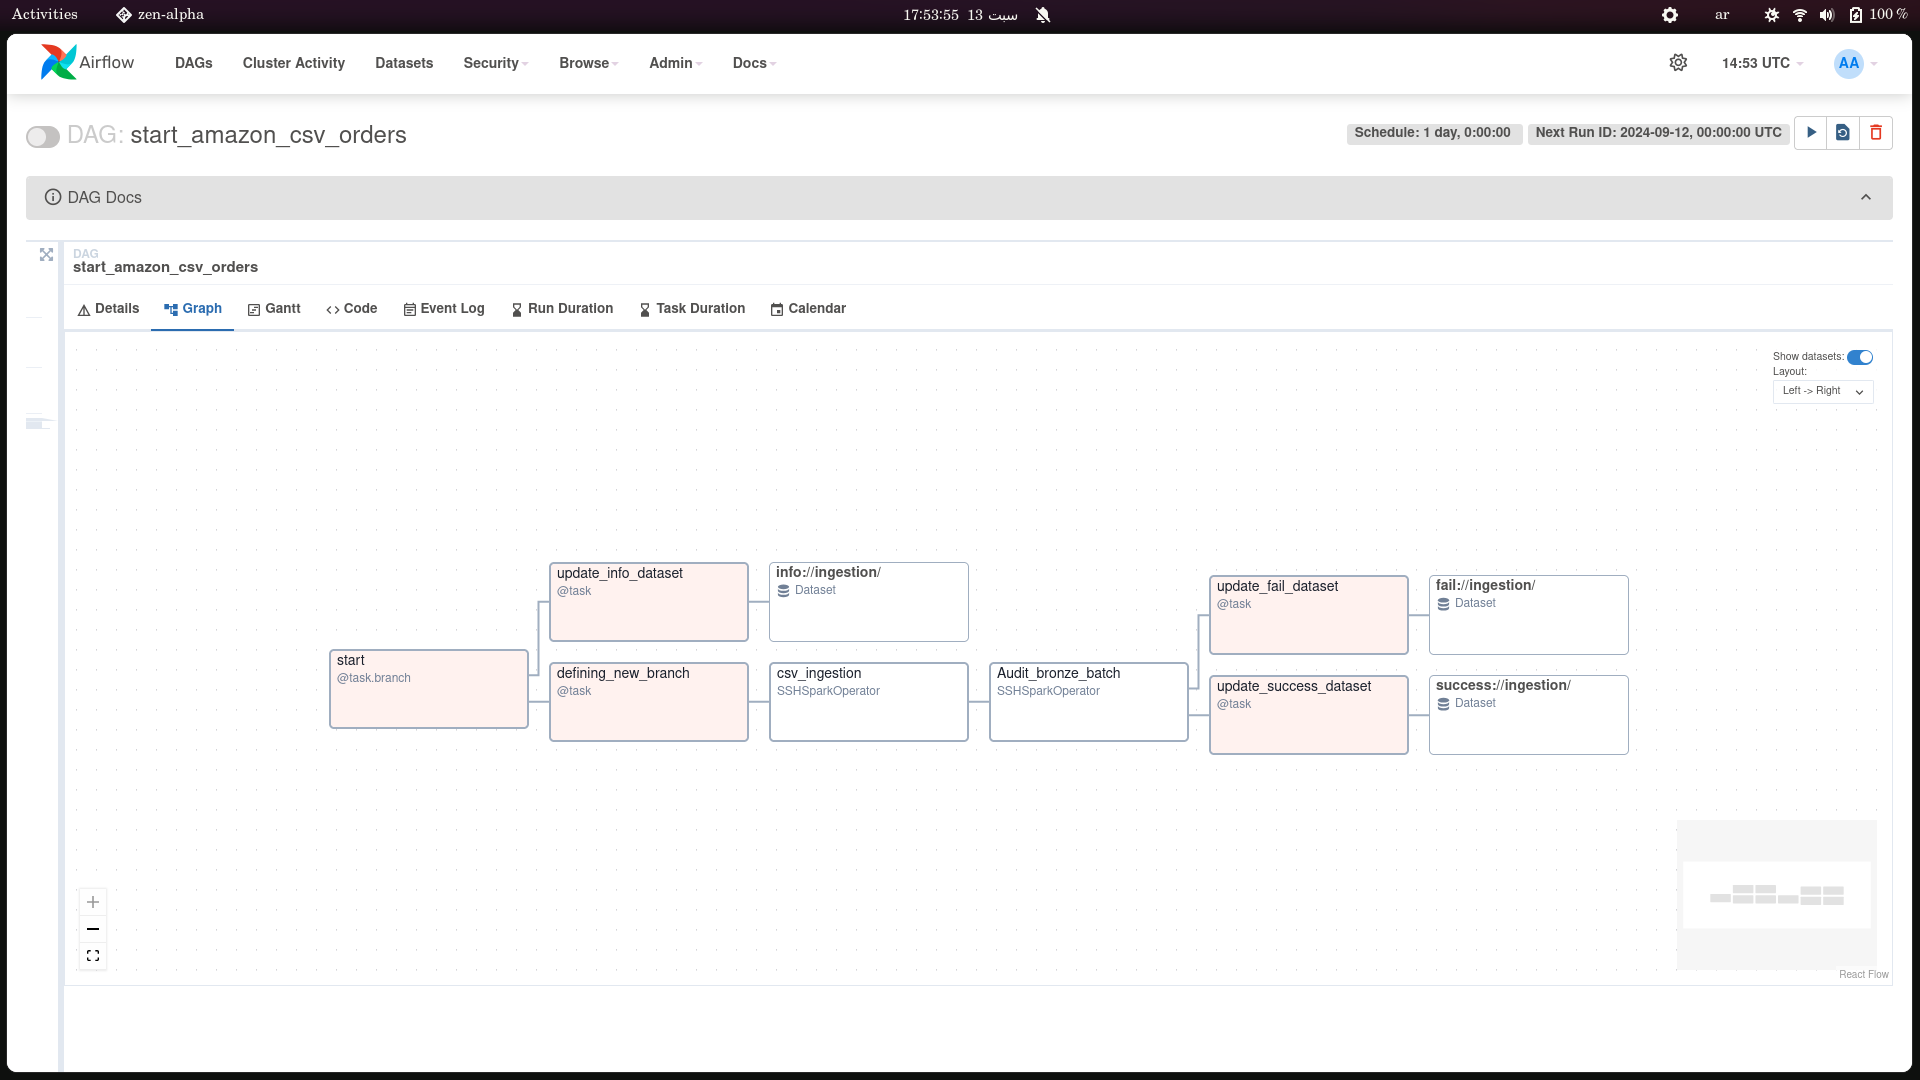 Activities zen-alpha 17:53:55 13 سبت ar 100 %
Airflow DAGs Cluster Activity Datasets Security Browse Admin Docs 14:53 UTC AA
DAG: start_amazon_csv_orders Schedule: 1 day, 0:00:00 Next Run ID: 2024-09-12, 00:00:00 UTC
DAG Docs
DAG
start_amazon_csv_orders
Details Graph Gantt Code Event Log Run Duration Task Duration Calendar
Show datasets:
Layout:
Left -> Right
update_info_dataset
@task
info://ingestion/
Dataset
update_fail_dataset
@task
fail://ingestion/
Dataset
start
@task.branch
defining_new_branch
@task
csv_ingestion
SSHSparkOperator
Audit_bronze_batch
SSHSparkOperator
update_success_dataset
@task
success://ingestion/
Dataset
React Flow